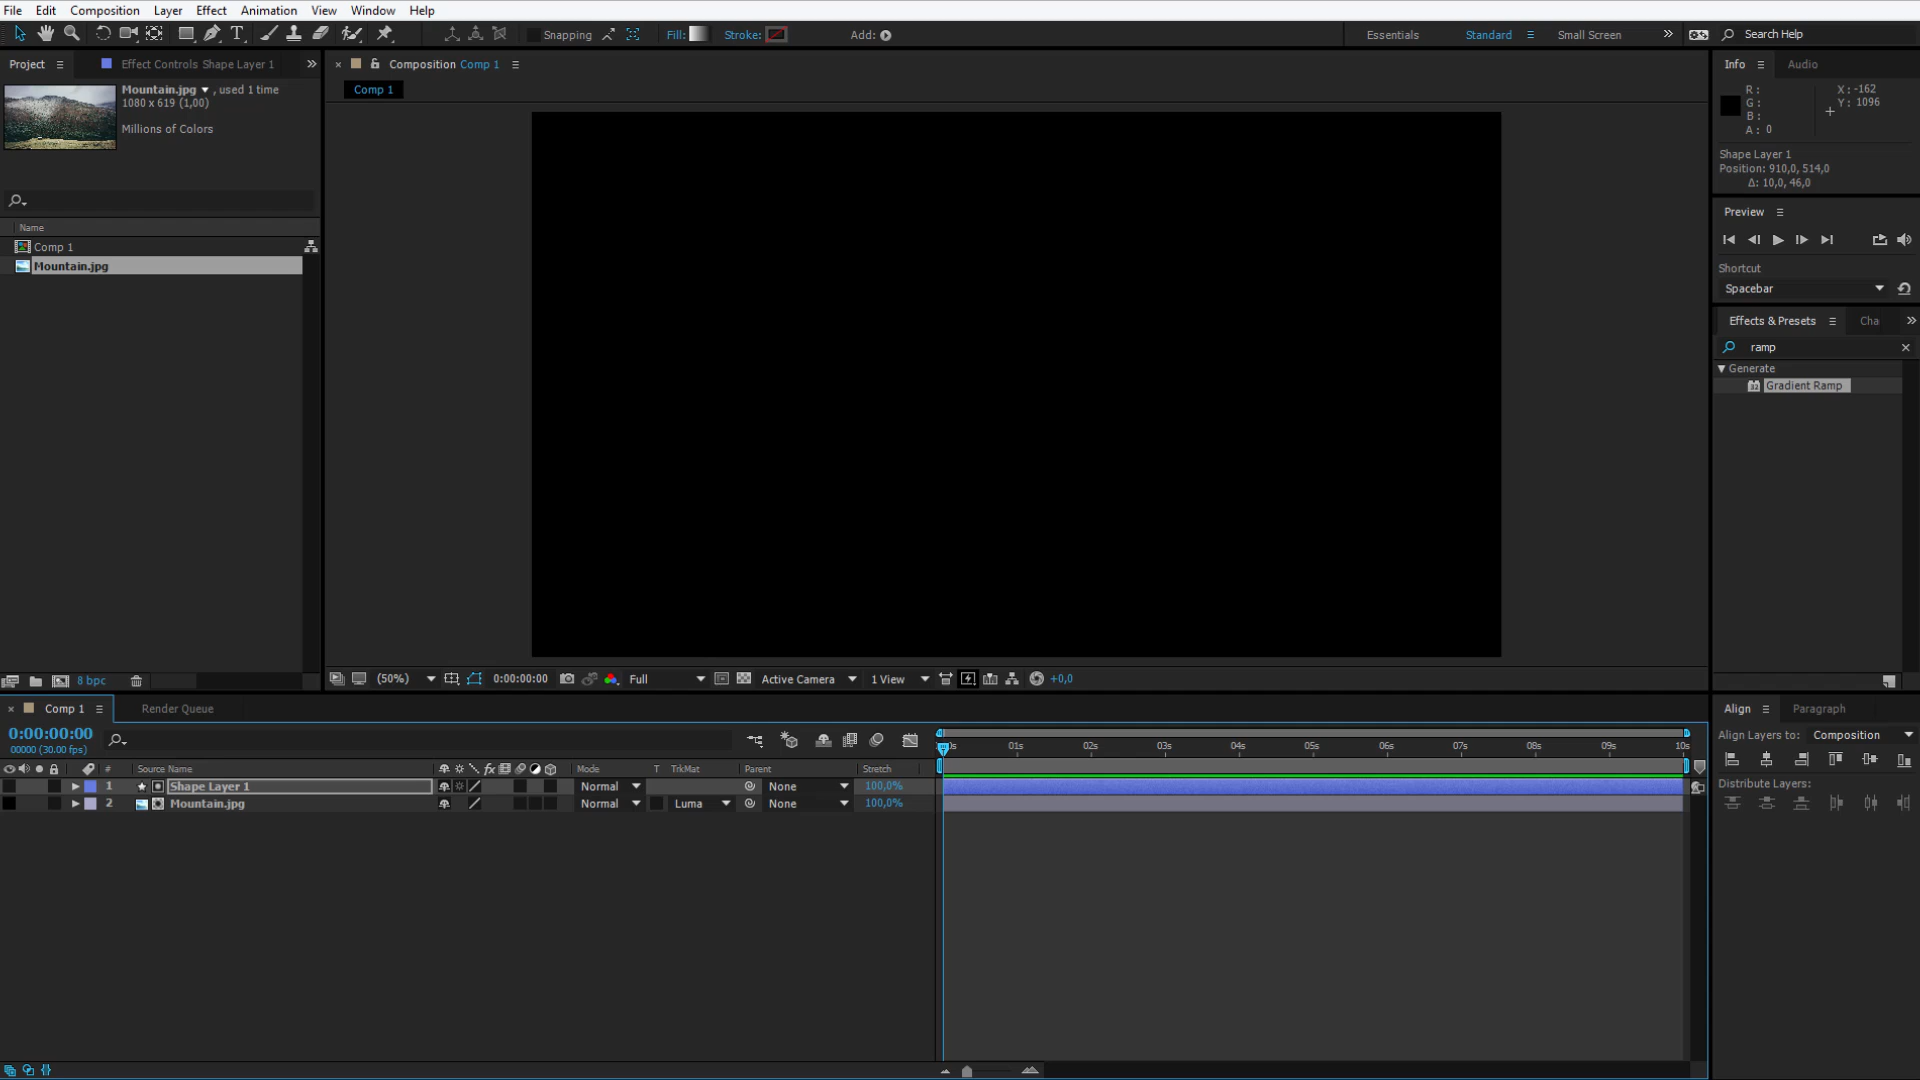 File Edit Composition Layer Effect Animation View Window Help
Snapping Fill: Stroke: Add: Essentials Standard Small Screen » Search Help
Project Effect Controls Shape Layer 1 »
Mountain.jpg , used 1 time
1080 x 619 (1,00)
Millions of Colors
Name
Comp 1
Mountain.jpg
8 bpc
× Composition Comp 1
Comp 1
(50%) 0:00:00:00 Full Active Camera 1 View +0,0
Info Audio
R :
G :
B :
A : 0
X : -162
Y : 1096
Shape Layer 1
Position: 910,0, 514,0
Δ: 10,0, 46,0
Preview
Shortcut
Spacebar
Effects & Presets Cha »
ramp ×
Generate
Gradient Ramp
× Comp 1 Render Queue
0:00:00:00
00000 (30.00 fps)
01s 02s 03s 04s 05s 06s 07s 08s 09s 10s
# Source Name Mode T TrkMat Parent Stretch
1 Shape Layer 1 Normal None 100,0%
2 Mountain.jpg Normal Luma None 100,0%
Align Paragraph
Align Layers to: Composition
Distribute Layers: